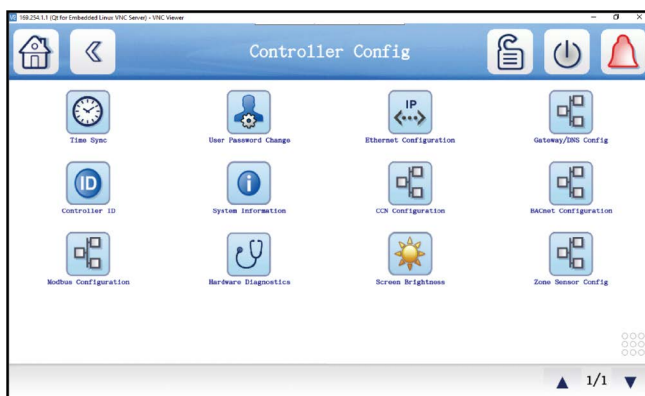 169.254.1.1 (Qt for Embedded Linux VNC Server) - VNC Viewer
Controller Config
Time Sync
User Password Change
IP
Ethernet Configuration
Gateway/DNS Config
ID
Controller ID
System Information
CCN Configuration
BACnet Configuration
Modbus Configuration
Hardware Diagnostics
Screen Brightness
Zone Sensor Config
1/1